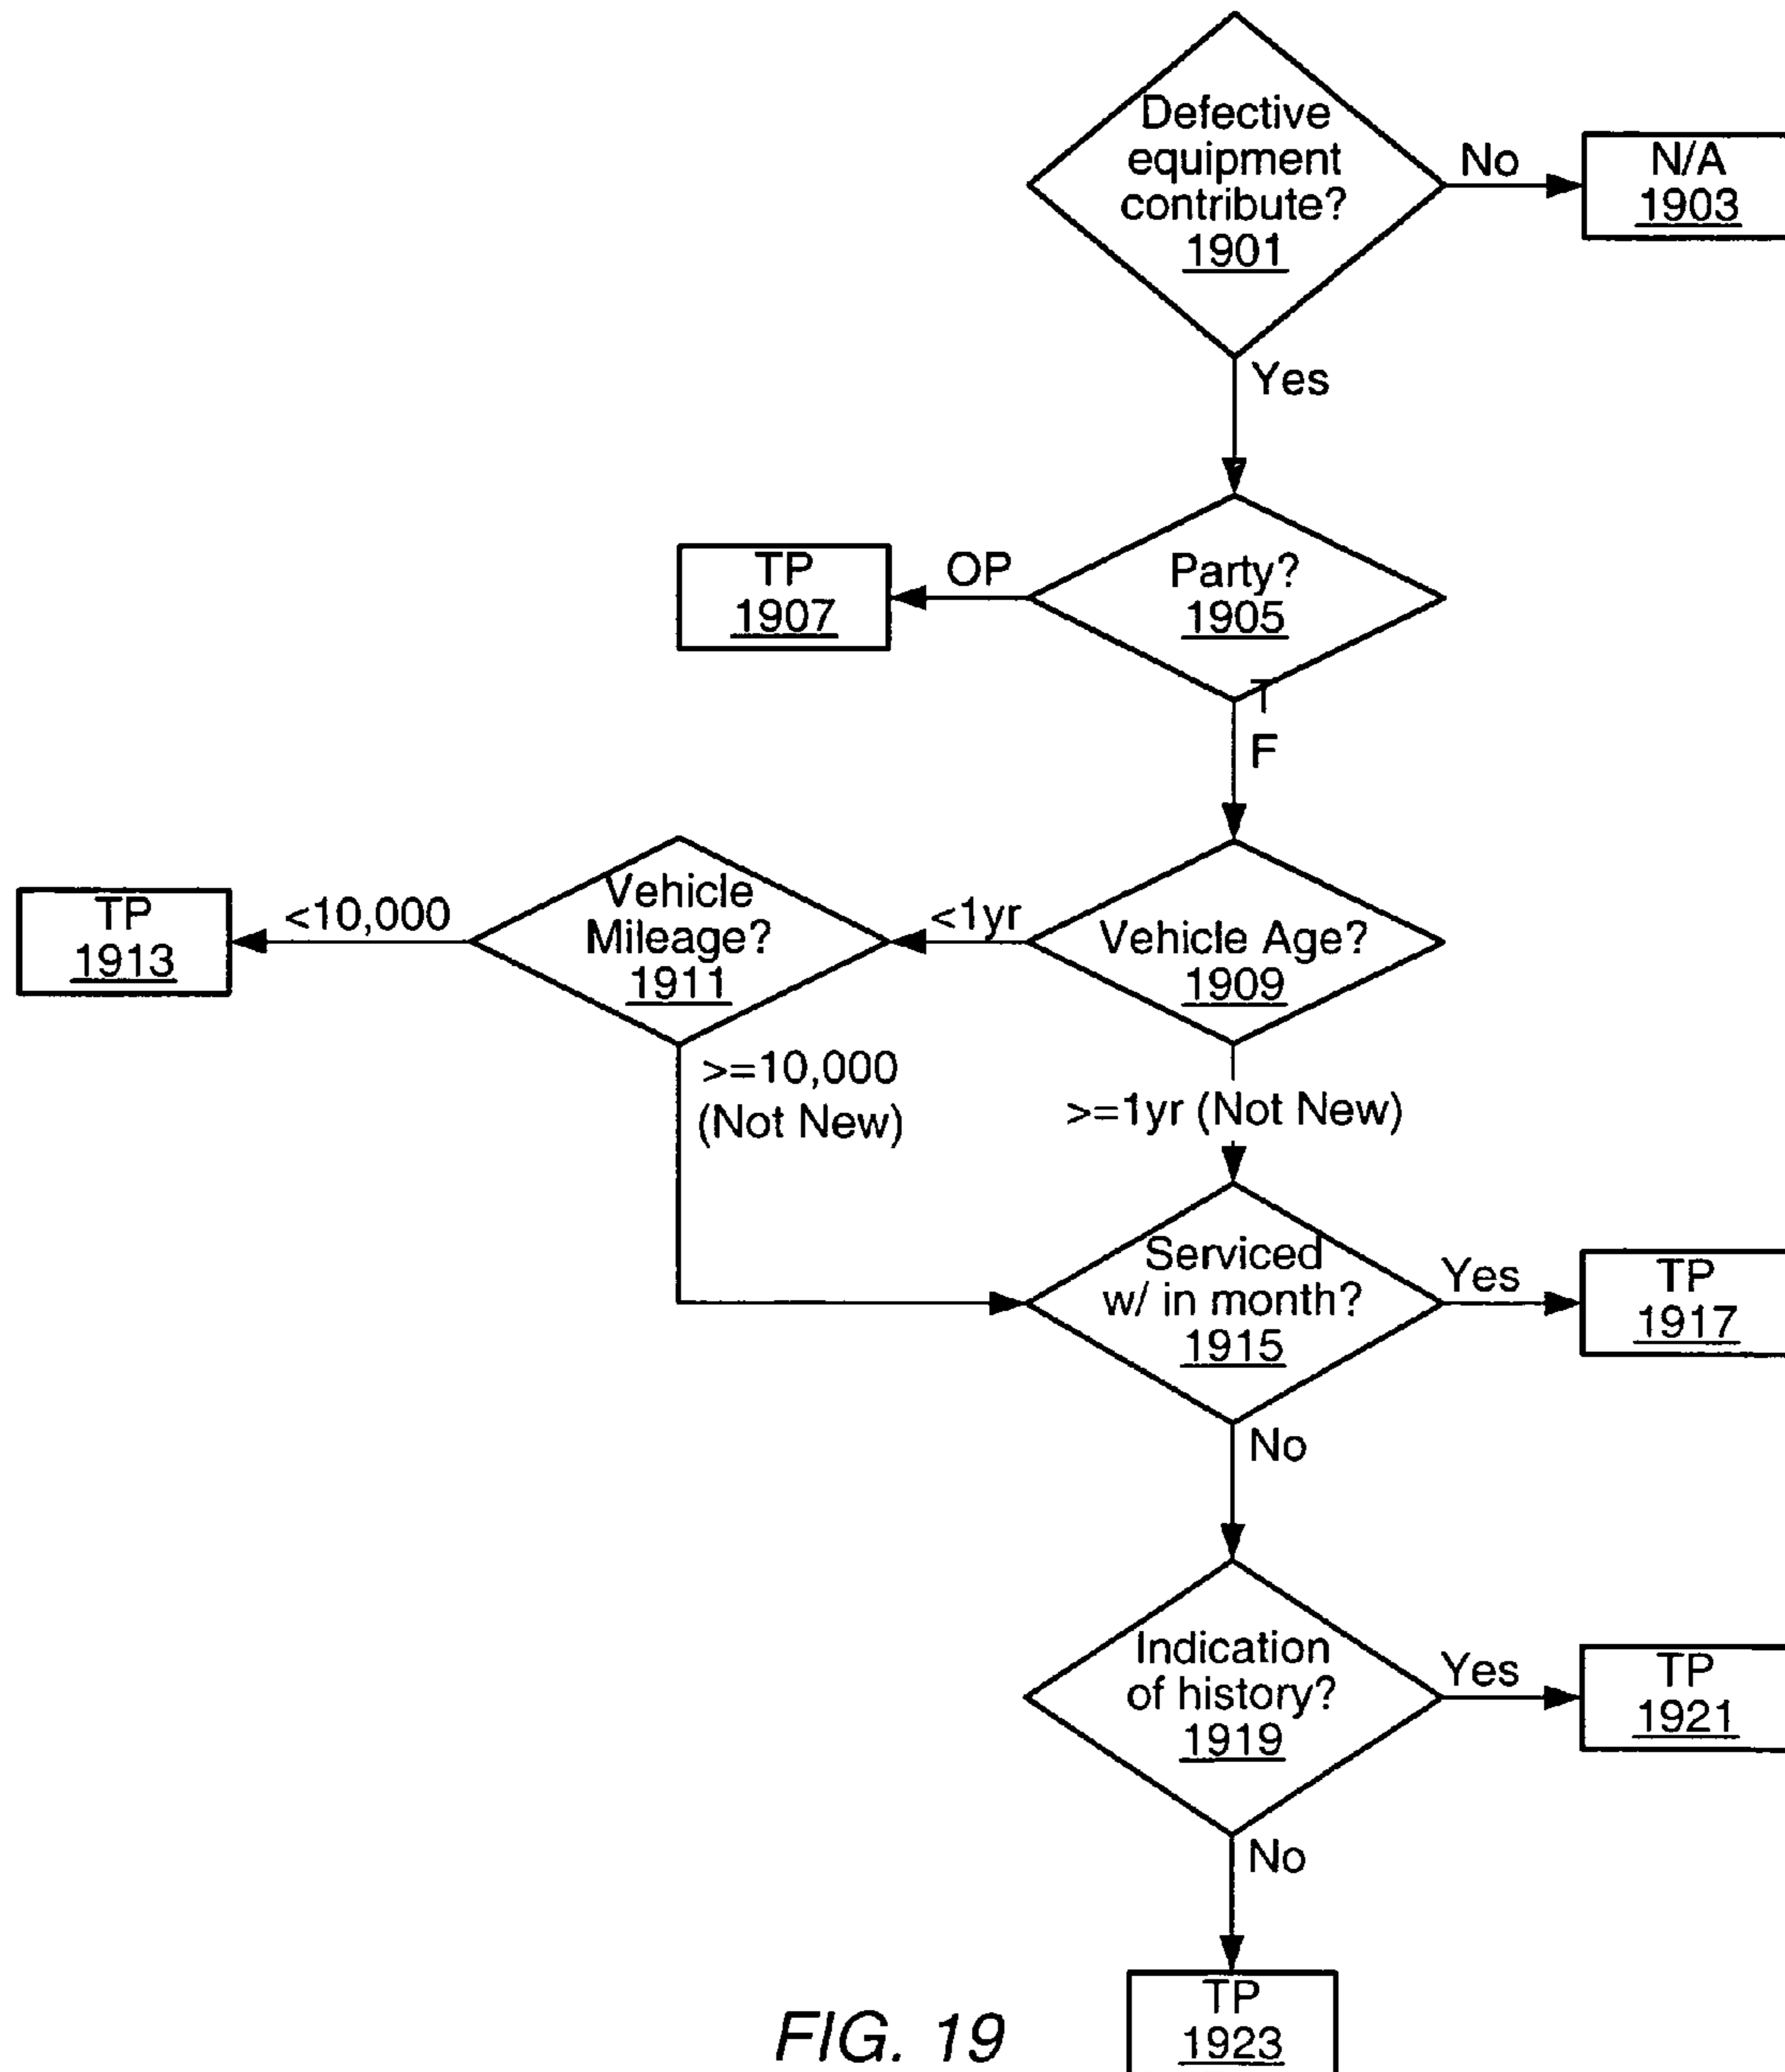 Defective
equipment
contribute?
1901
No
N/A
1903
Yes
Party?
1905
OP
TP
1907
T
F
Vehicle Age?
1909
<1yr
Vehicle
Mileage?
1911
<10,000
TP
1913
>=10,000
(Not New)
>=1yr (Not New)
Serviced
w/ in month?
1915
Yes
TP
1917
No
Indication
of history?
1919
Yes
TP
1921
No
TP
1923
FIG. 19